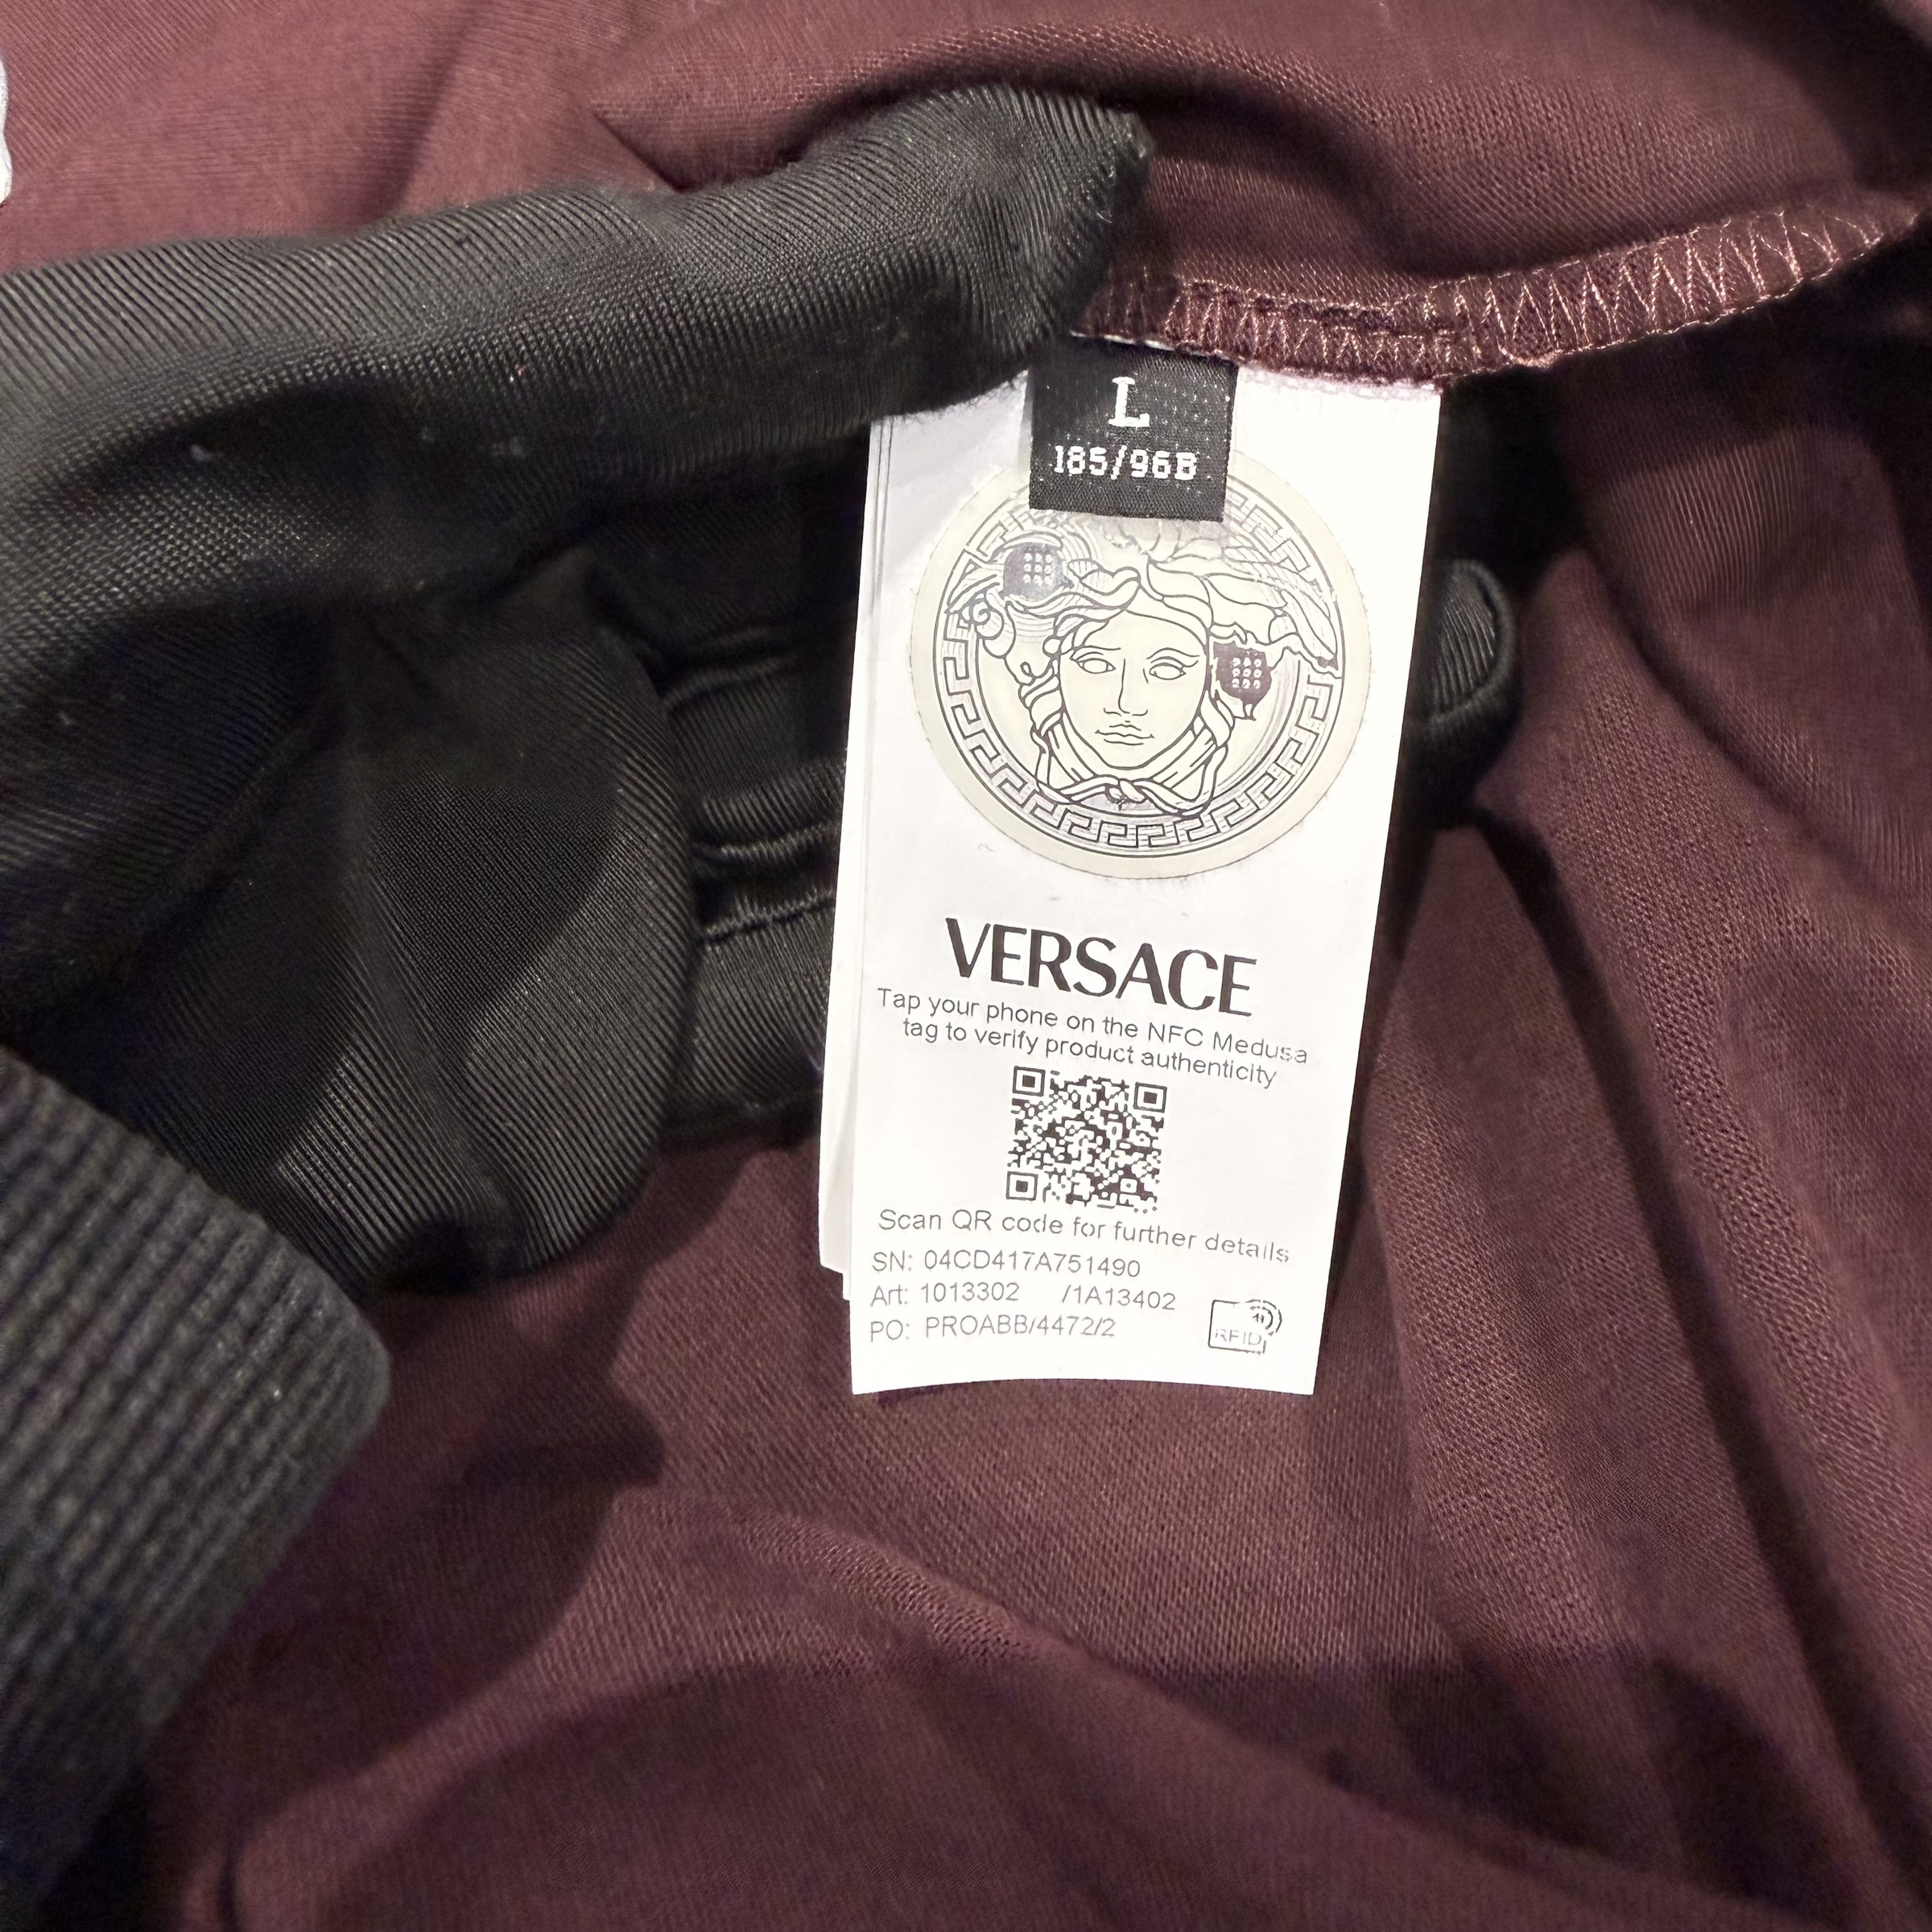 L
185/96B
VERSACE
Tap your phone on the NFC Medusa
tag to verify product authenticity
Scan QR code for further details
SN: 04CD417A751490
Art: 1013302 /1A13402
PO: PROABB/4472/2
RFID